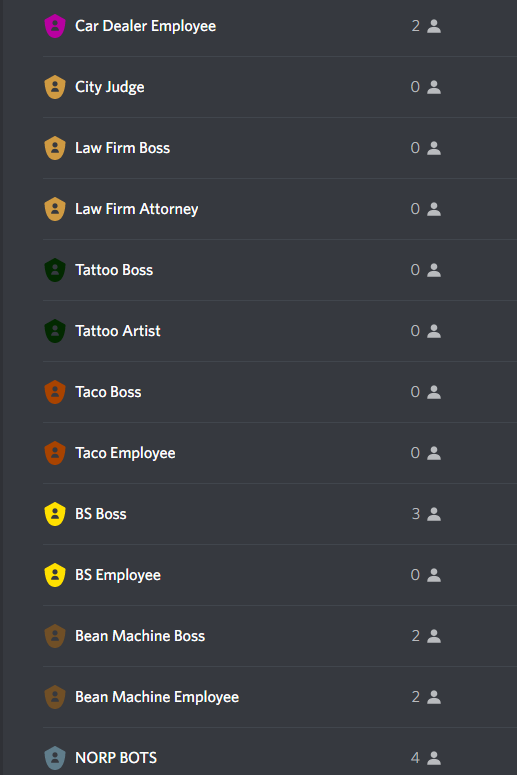 Car Dealer Employee 2
City Judge 0
Law Firm Boss 0
Law Firm Attorney 0
Tattoo Boss 0
Tattoo Artist 0
Taco Boss 0
Taco Employee 0
BS Boss 3
BS Employee 0
Bean Machine Boss 2
Bean Machine Employee 2
NORP BOTS 4